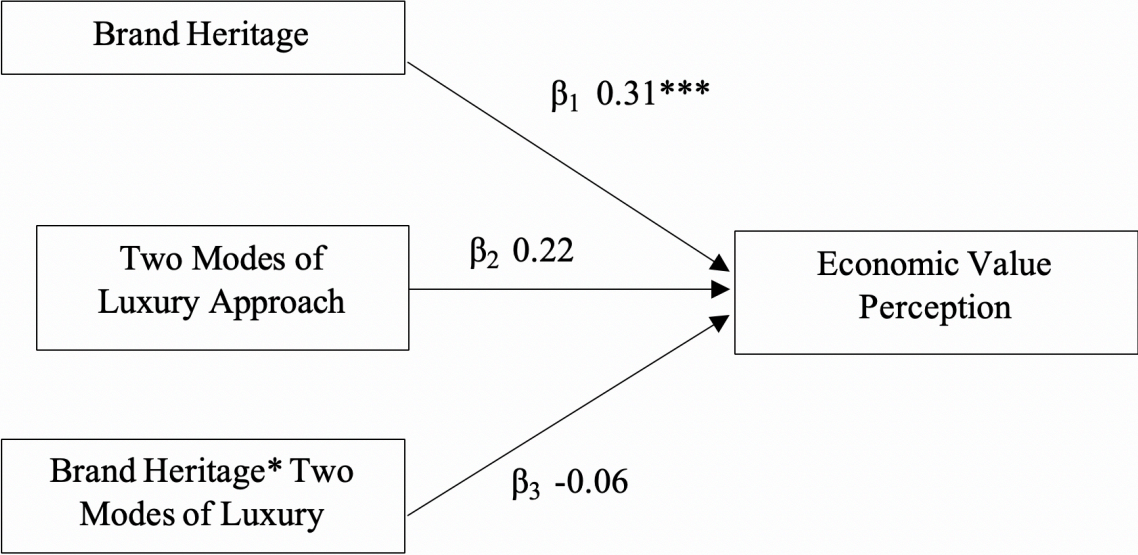 Brand Heritage
β₁ 0.31***
Two Modes of
Luxury Approach
β₂ 0.22
Economic Value
Perception
Brand Heritage* Two
Modes of Luxury
β₃ -0.06